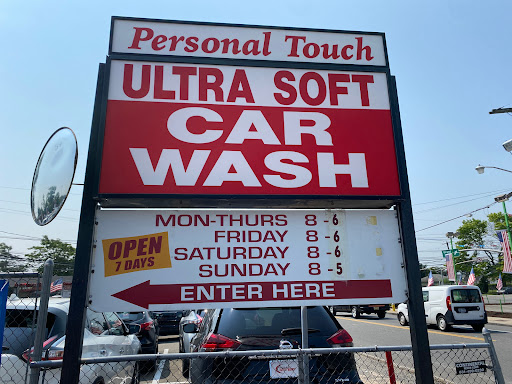 Personal Touch
ULTRA SOFT
CAR
WASH
MON-THURS 8-6
FRIDAY 8-6
SATURDAY 8-6
SUNDAY 8-5
OPEN
7 DAYS
ENTER HERE